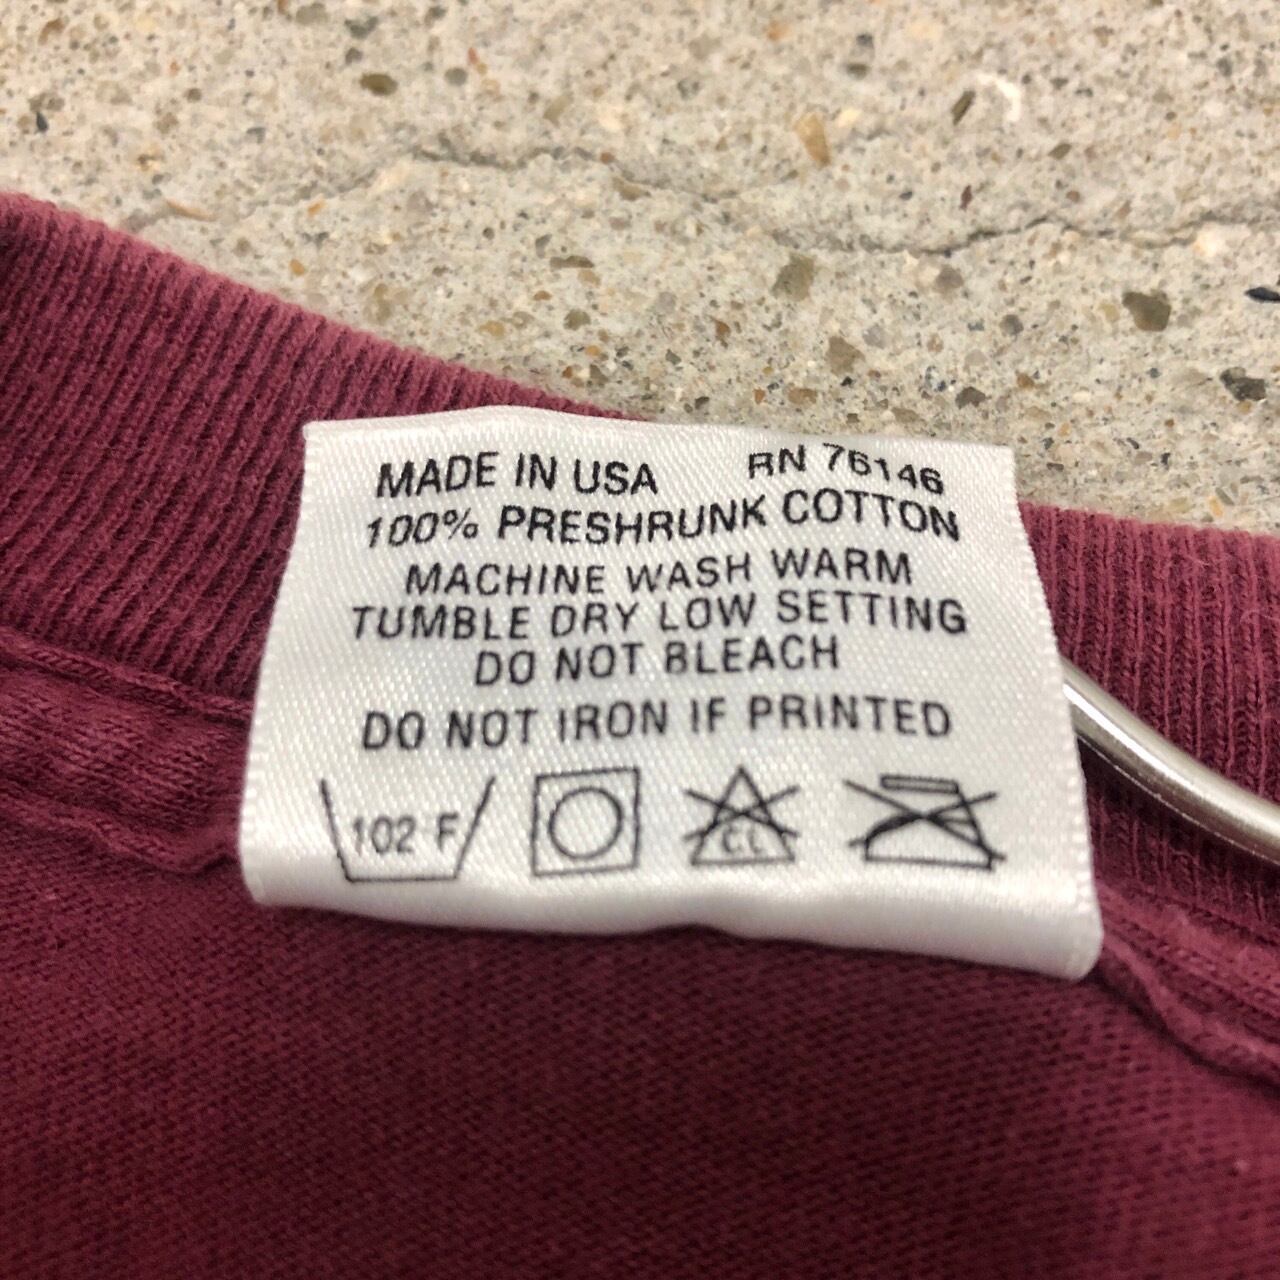 MADE IN USA RN 76146
100% PRESHRUNK COTTON
MACHINE WASH WARM
TUMBLE DRY LOW SETTING
DO NOT BLEACH
DO NOT IRON IF PRINTED
102 F CL